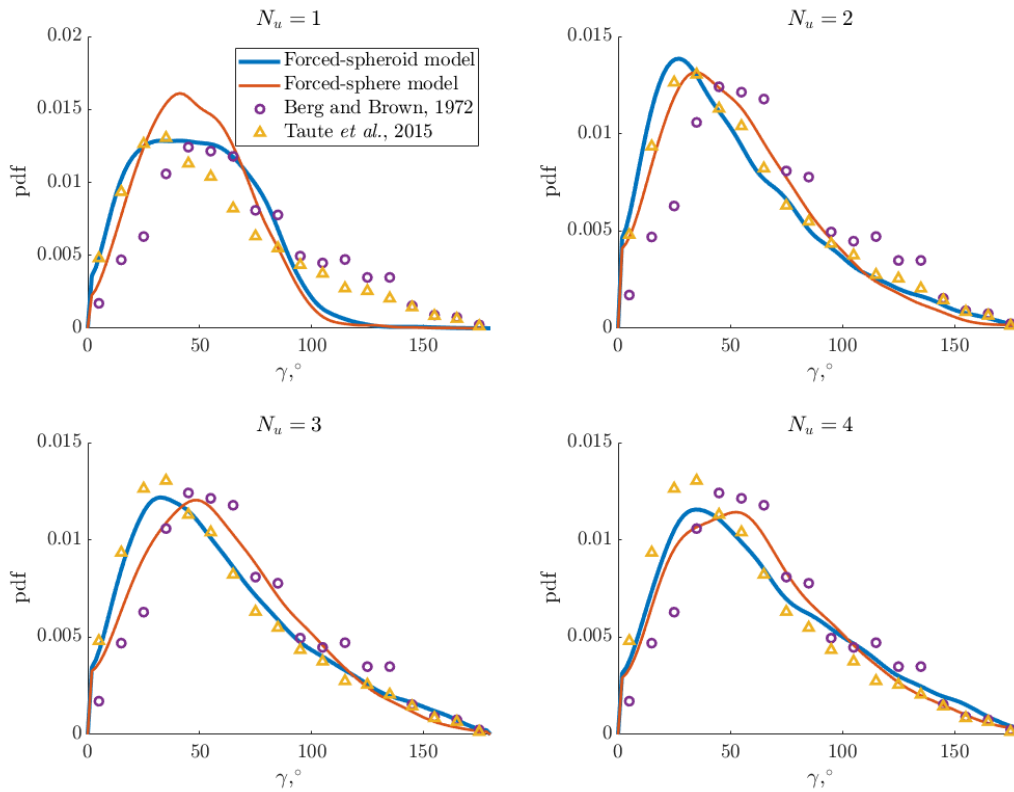 N_u = 1
0.02
0.015
0.01
0.005
0
pdf
0 50 100 150
γ,°
Forced-spheroid model
Forced-sphere model
Berg and Brown, 1972
Taute et al., 2015
N_u = 2
0.015
0.01
0.005
0
pdf
0 50 100 150
γ,°
N_u = 3
0.015
0.01
0.005
0
pdf
0 50 100 150
γ,°
N_u = 4
0.015
0.01
0.005
0
pdf
0 50 100 150
γ,°